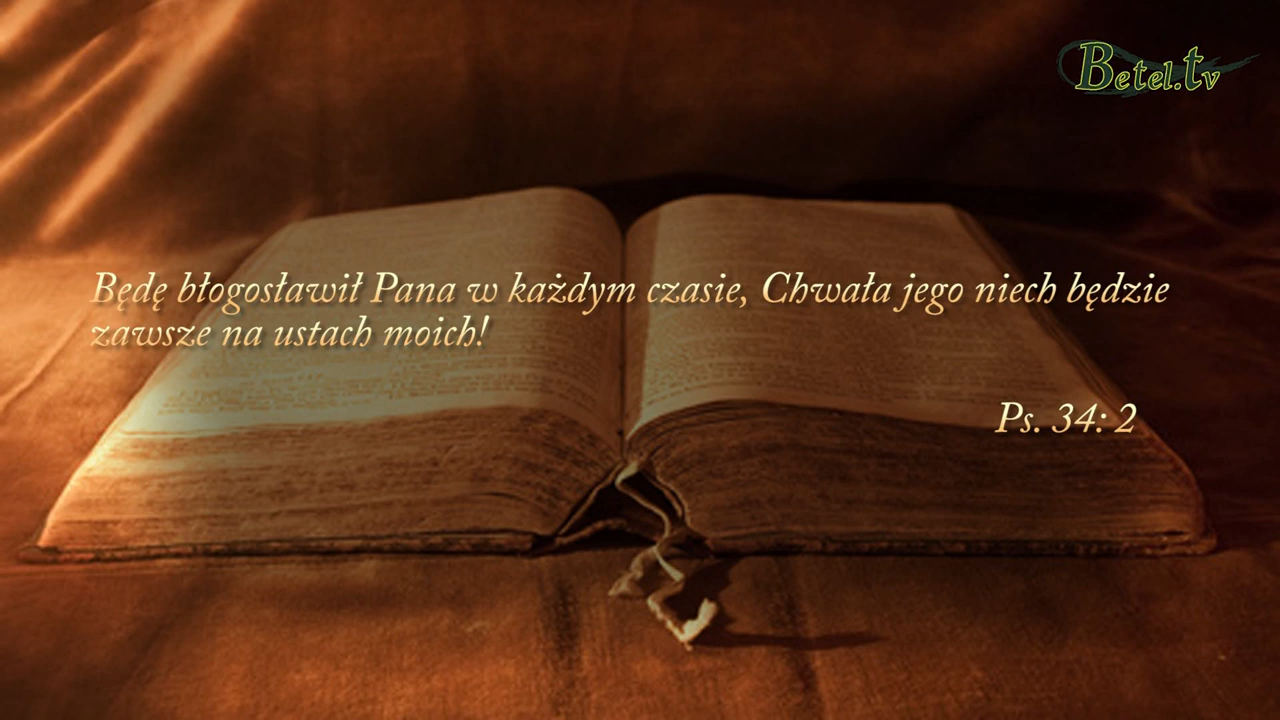 Betel.tv
Będę błogosławił Pana w każdym czasie, Chwała jego niech będzie
zawsze na ustach moich!
Ps. 34: 2